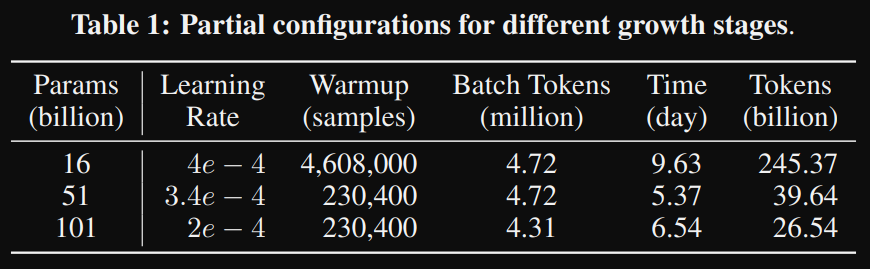 Table 1: Partial configurations for different growth stages.
Params Learning Warmup Batch Tokens Time Tokens
(billion) Rate (samples) (million) (day) (billion)
16 4e − 4 4,608,000 4.72 9.63 245.37
51 3.4e − 4 230,400 4.72 5.37 39.64
101 2e − 4 230,400 4.31 6.54 26.54